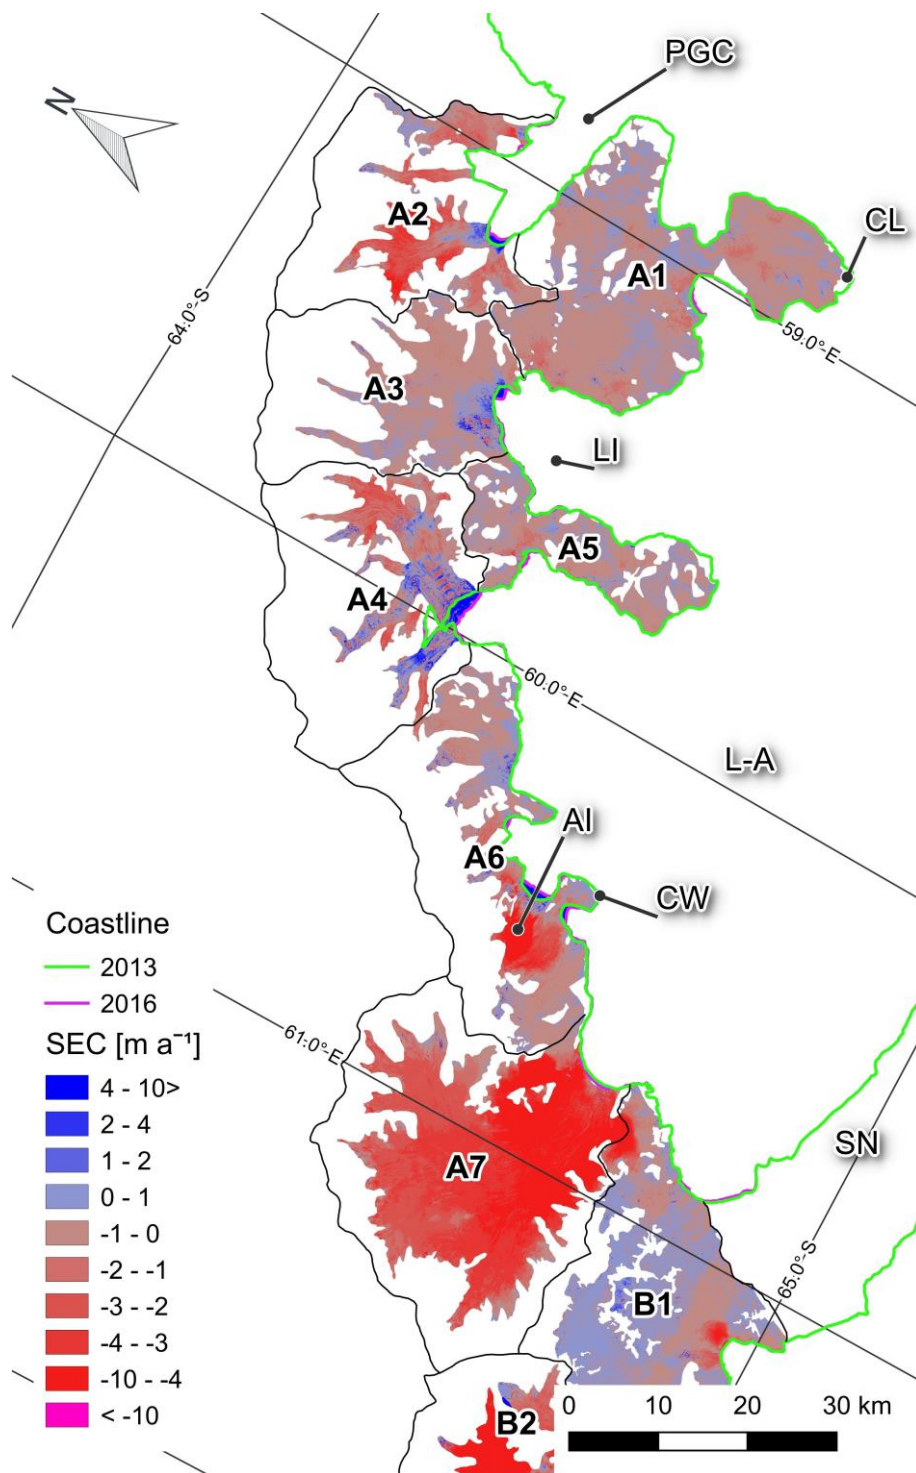 PGC
N
A2
CL
A1
64.0°S
59.0°E
A3
LI
A5
A4
60.0°E
L-A
AI
A6
CW
Coastline
2013
2016
61.0°E
SEC [m a⁻¹]
4 - 10>
2 - 4
1 - 2
0 - 1
-1 - 0
-2 - -1
-3 - -2
-4 - -3
-10 - -4
< -10
A7
SN
65.0°S
B1
B2
0 10 20 30 km